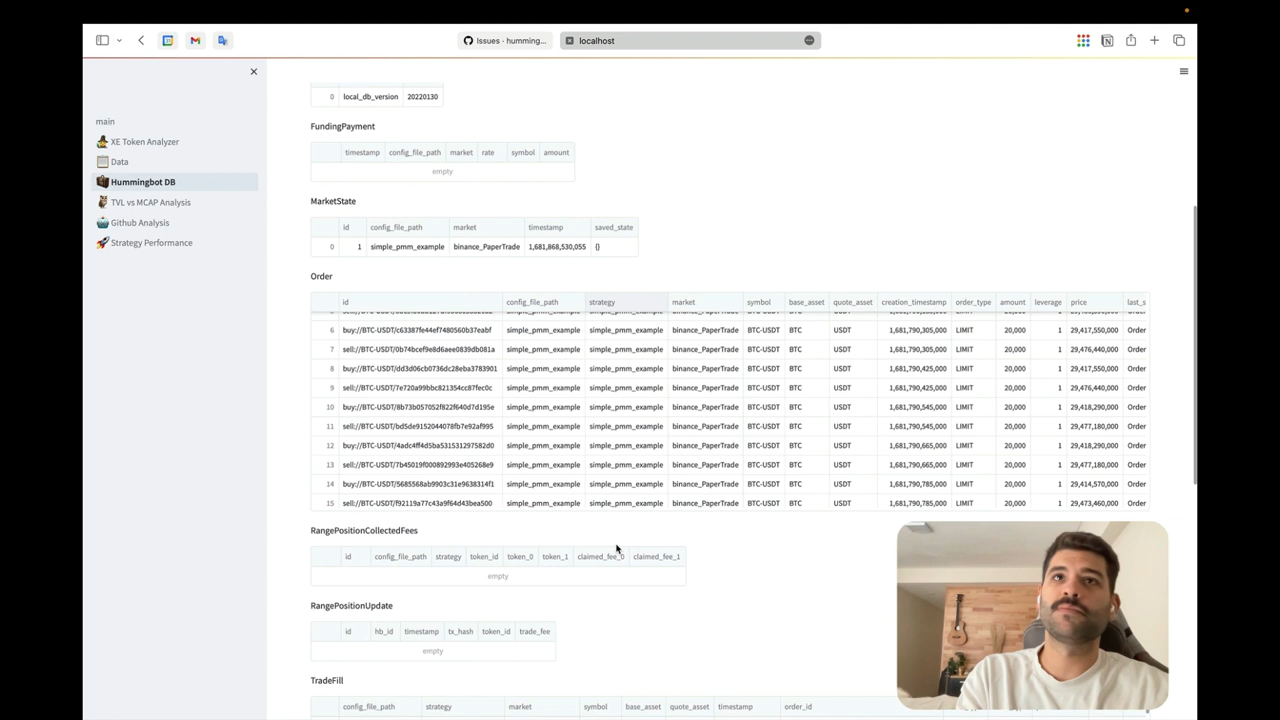 Issues · humming...
localhost
main
XE Token Analyzer
Data
Hummingbot DB
TVL vs MCAP Analysis
Github Analysis
Strategy Performance
0 local_db_version 20220130
FundingPayment
timestamp config_file_path market rate symbol amount
empty
MarketState
id config_file_path market timestamp saved_state
0 1 simple_pmm_example binance_PaperTrade 1,681,868,530,055 {}
Order
id config_file_path strategy market symbol base_asset quote_asset creation_timestamp order_type amount leverage price last_s
6 buy://BTC-USDT/c63387fe44ef7480560b37eabf simple_pmm_example simple_pmm_example binance_PaperTrade BTC-USDT BTC USDT 1,681,790,305,000 LIMIT 20,000 1 29,417,550,000 Order
7 sell://BTC-USDT/0b74bcef9e8d6aee0839db081a simple_pmm_example simple_pmm_example binance_PaperTrade BTC-USDT BTC USDT 1,681,790,305,000 LIMIT 20,000 1 29,476,440,000 Order
8 buy://BTC-USDT/dd3d06cb0736dc28eba3783901 simple_pmm_example simple_pmm_example binance_PaperTrade BTC-USDT BTC USDT 1,681,790,425,000 LIMIT 20,000 1 29,417,550,000 Order
9 sell://BTC-USDT/7e720a99bbc821354cc87fec0c simple_pmm_example simple_pmm_example binance_PaperTrade BTC-USDT BTC USDT 1,681,790,425,000 LIMIT 20,000 1 29,476,440,000 Order
10 buy://BTC-USDT/8b73b057052f822f640d7d195e simple_pmm_example simple_pmm_example binance_PaperTrade BTC-USDT BTC USDT 1,681,790,545,000 LIMIT 20,000 1 29,418,290,000 Order
11 sell://BTC-USDT/bd5de9152044078fb7e92af995 simple_pmm_example simple_pmm_example binance_PaperTrade BTC-USDT BTC USDT 1,681,790,545,000 LIMIT 20,000 1 29,477,180,000 Order
12 buy://BTC-USDT/4adc4ff4d5ba531531297582d0 simple_pmm_example simple_pmm_example binance_PaperTrade BTC-USDT BTC USDT 1,681,790,665,000 LIMIT 20,000 1 29,418,290,000 Order
13 sell://BTC-USDT/7b45019f000892993e405268e9 simple_pmm_example simple_pmm_example binance_PaperTrade BTC-USDT BTC USDT 1,681,790,665,000 LIMIT 20,000 1 29,477,180,000 Order
14 buy://BTC-USDT/5685568ab9903c31e9638314f1 simple_pmm_example simple_pmm_example binance_PaperTrade BTC-USDT BTC USDT 1,681,790,785,000 LIMIT 20,000 1 29,414,570,000 Order
15 sell://BTC-USDT/f92119a77c43a9f64d43bea500 simple_pmm_example simple_pmm_example binance_PaperTrade BTC-USDT BTC USDT 1,681,790,785,000 LIMIT 20,000 1 29,473,460,000 Order
RangePositionCollectedFees
id config_file_path strategy token_id token_0 token_1 claimed_fee_0 claimed_fee_1
empty
RangePositionUpdate
id hb_id timestamp tx_hash token_id trade_fee
empty
TradeFill
config_file_path strategy market symbol base_asset quote_asset timestamp order_id